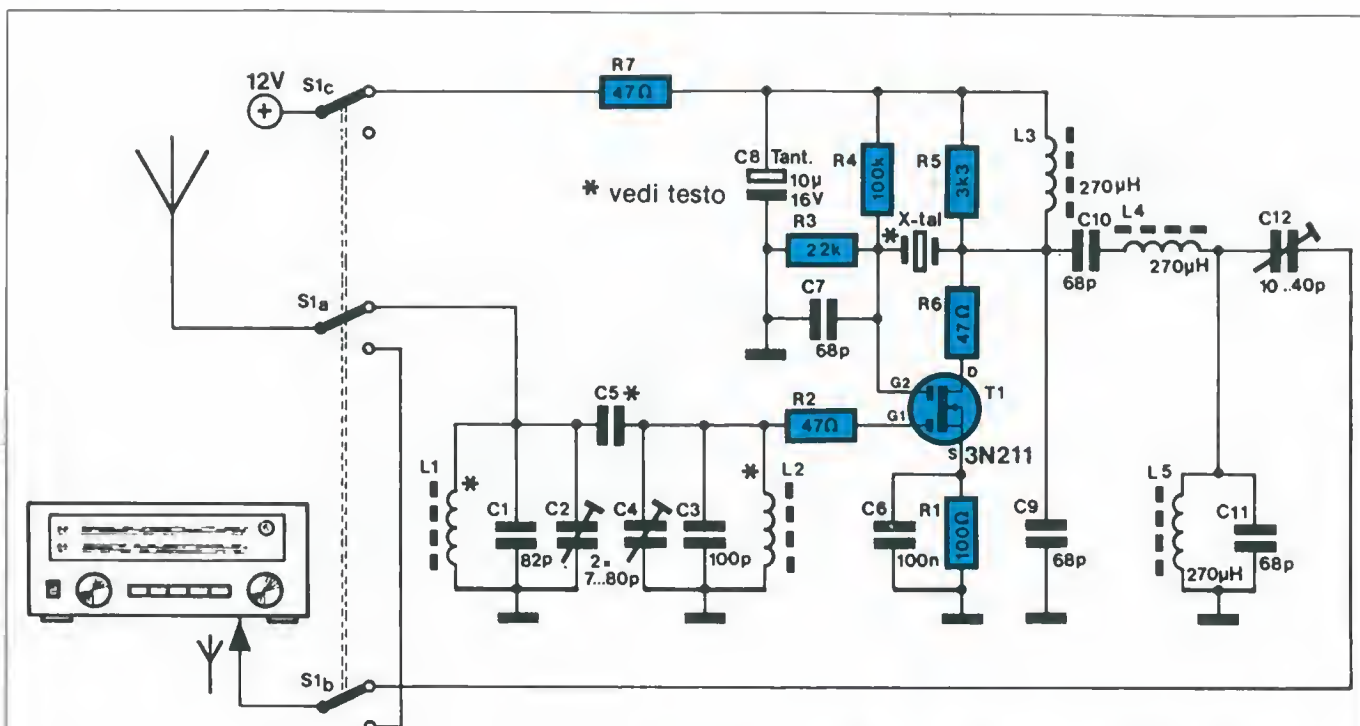 12V
S1c
R7
47Ω
C8 Tant.
10µ
16V
* vedi testo
R4
100k
R5
3k3
L3
270µH
R3
22k
*
X-tal
C10
68p
L4
270µH
C12
10..40p
C7
68p
R6
47Ω
S1a
C5*
R2
47Ω
G2
G1
D
S
T1
3N211
L1
*
C1
82p
C2
2=
7...80p
C4
C3
100p
*
L2
C6
100n
R1
100Ω
C9
68p
L5
270µH
C11
68p
S1b